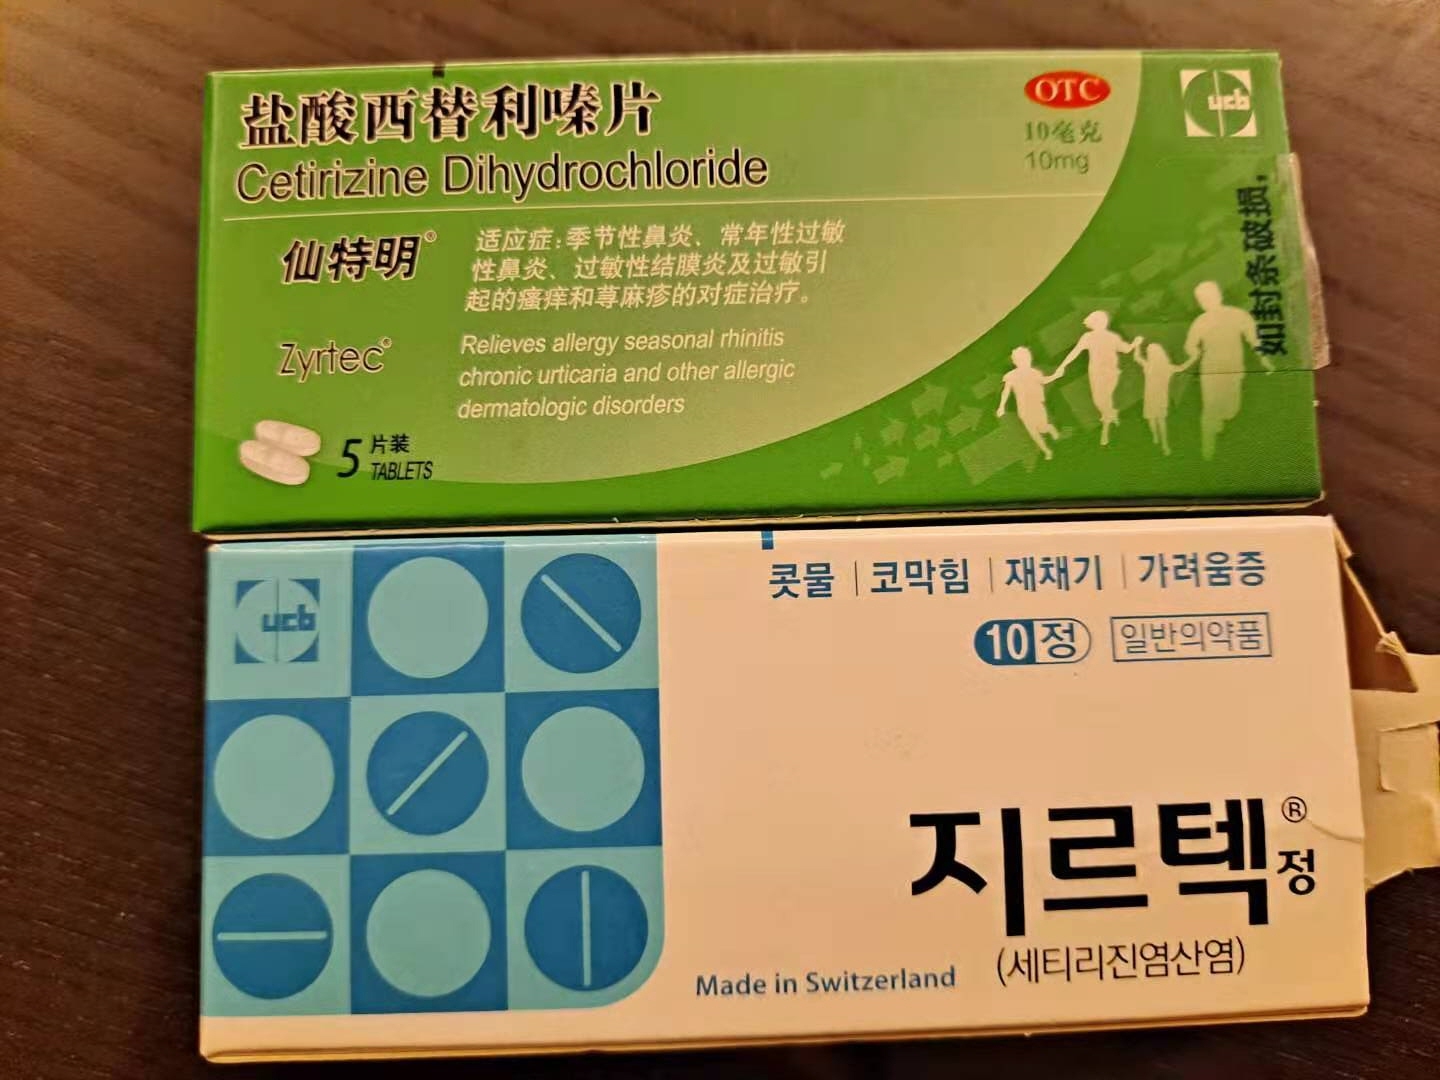 盐酸西替利嗪片
Cetirizine Dihydrochloride
OTC
10毫克
10mg
ucb
仙特明®
Zyrtec®
适应症：季节性鼻炎、常年性过敏
性鼻炎、过敏性结膜炎及过敏引
起的瘙痒和荨麻疹的对症治疗。
Relieves allergy seasonal rhinitis
chronic urticaria and other allergic
dermatologic disorders
5 片装
TABLETS
如封条破损，
ucb
콧물 | 코막힘 | 재채기 | 가려움증
10정 일반의약품
지르텍® 정
(세티리진염산염)
Made in Switzerland